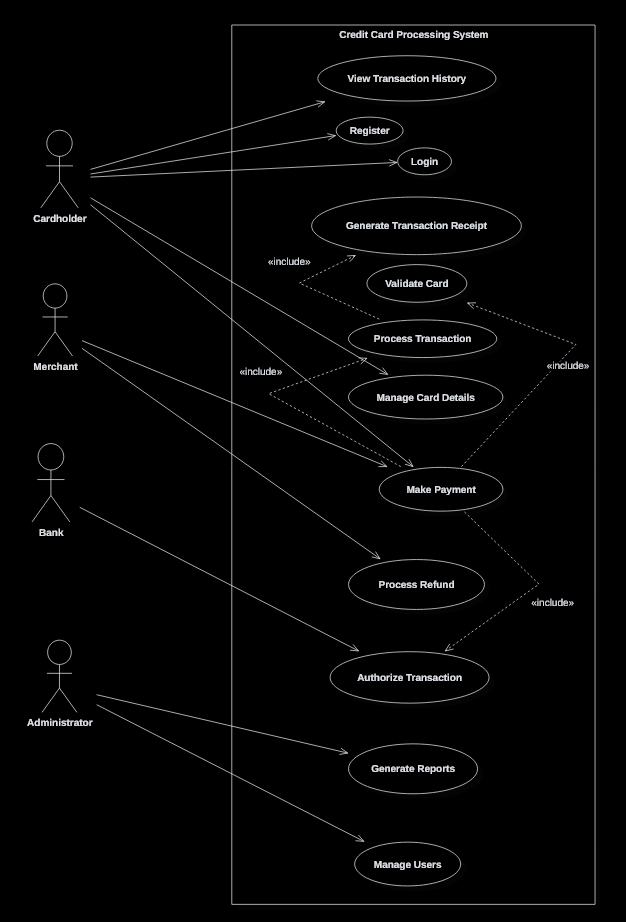 Credit Card Processing System
View Transaction History
Register
Login
Cardholder
Generate Transaction Receipt
«include»
Validate Card
Process Transaction
Merchant
«include»
«include»
Manage Card Details
Make Payment
Bank
Process Refund
«include»
Authorize Transaction
Administrator
Generate Reports
Manage Users